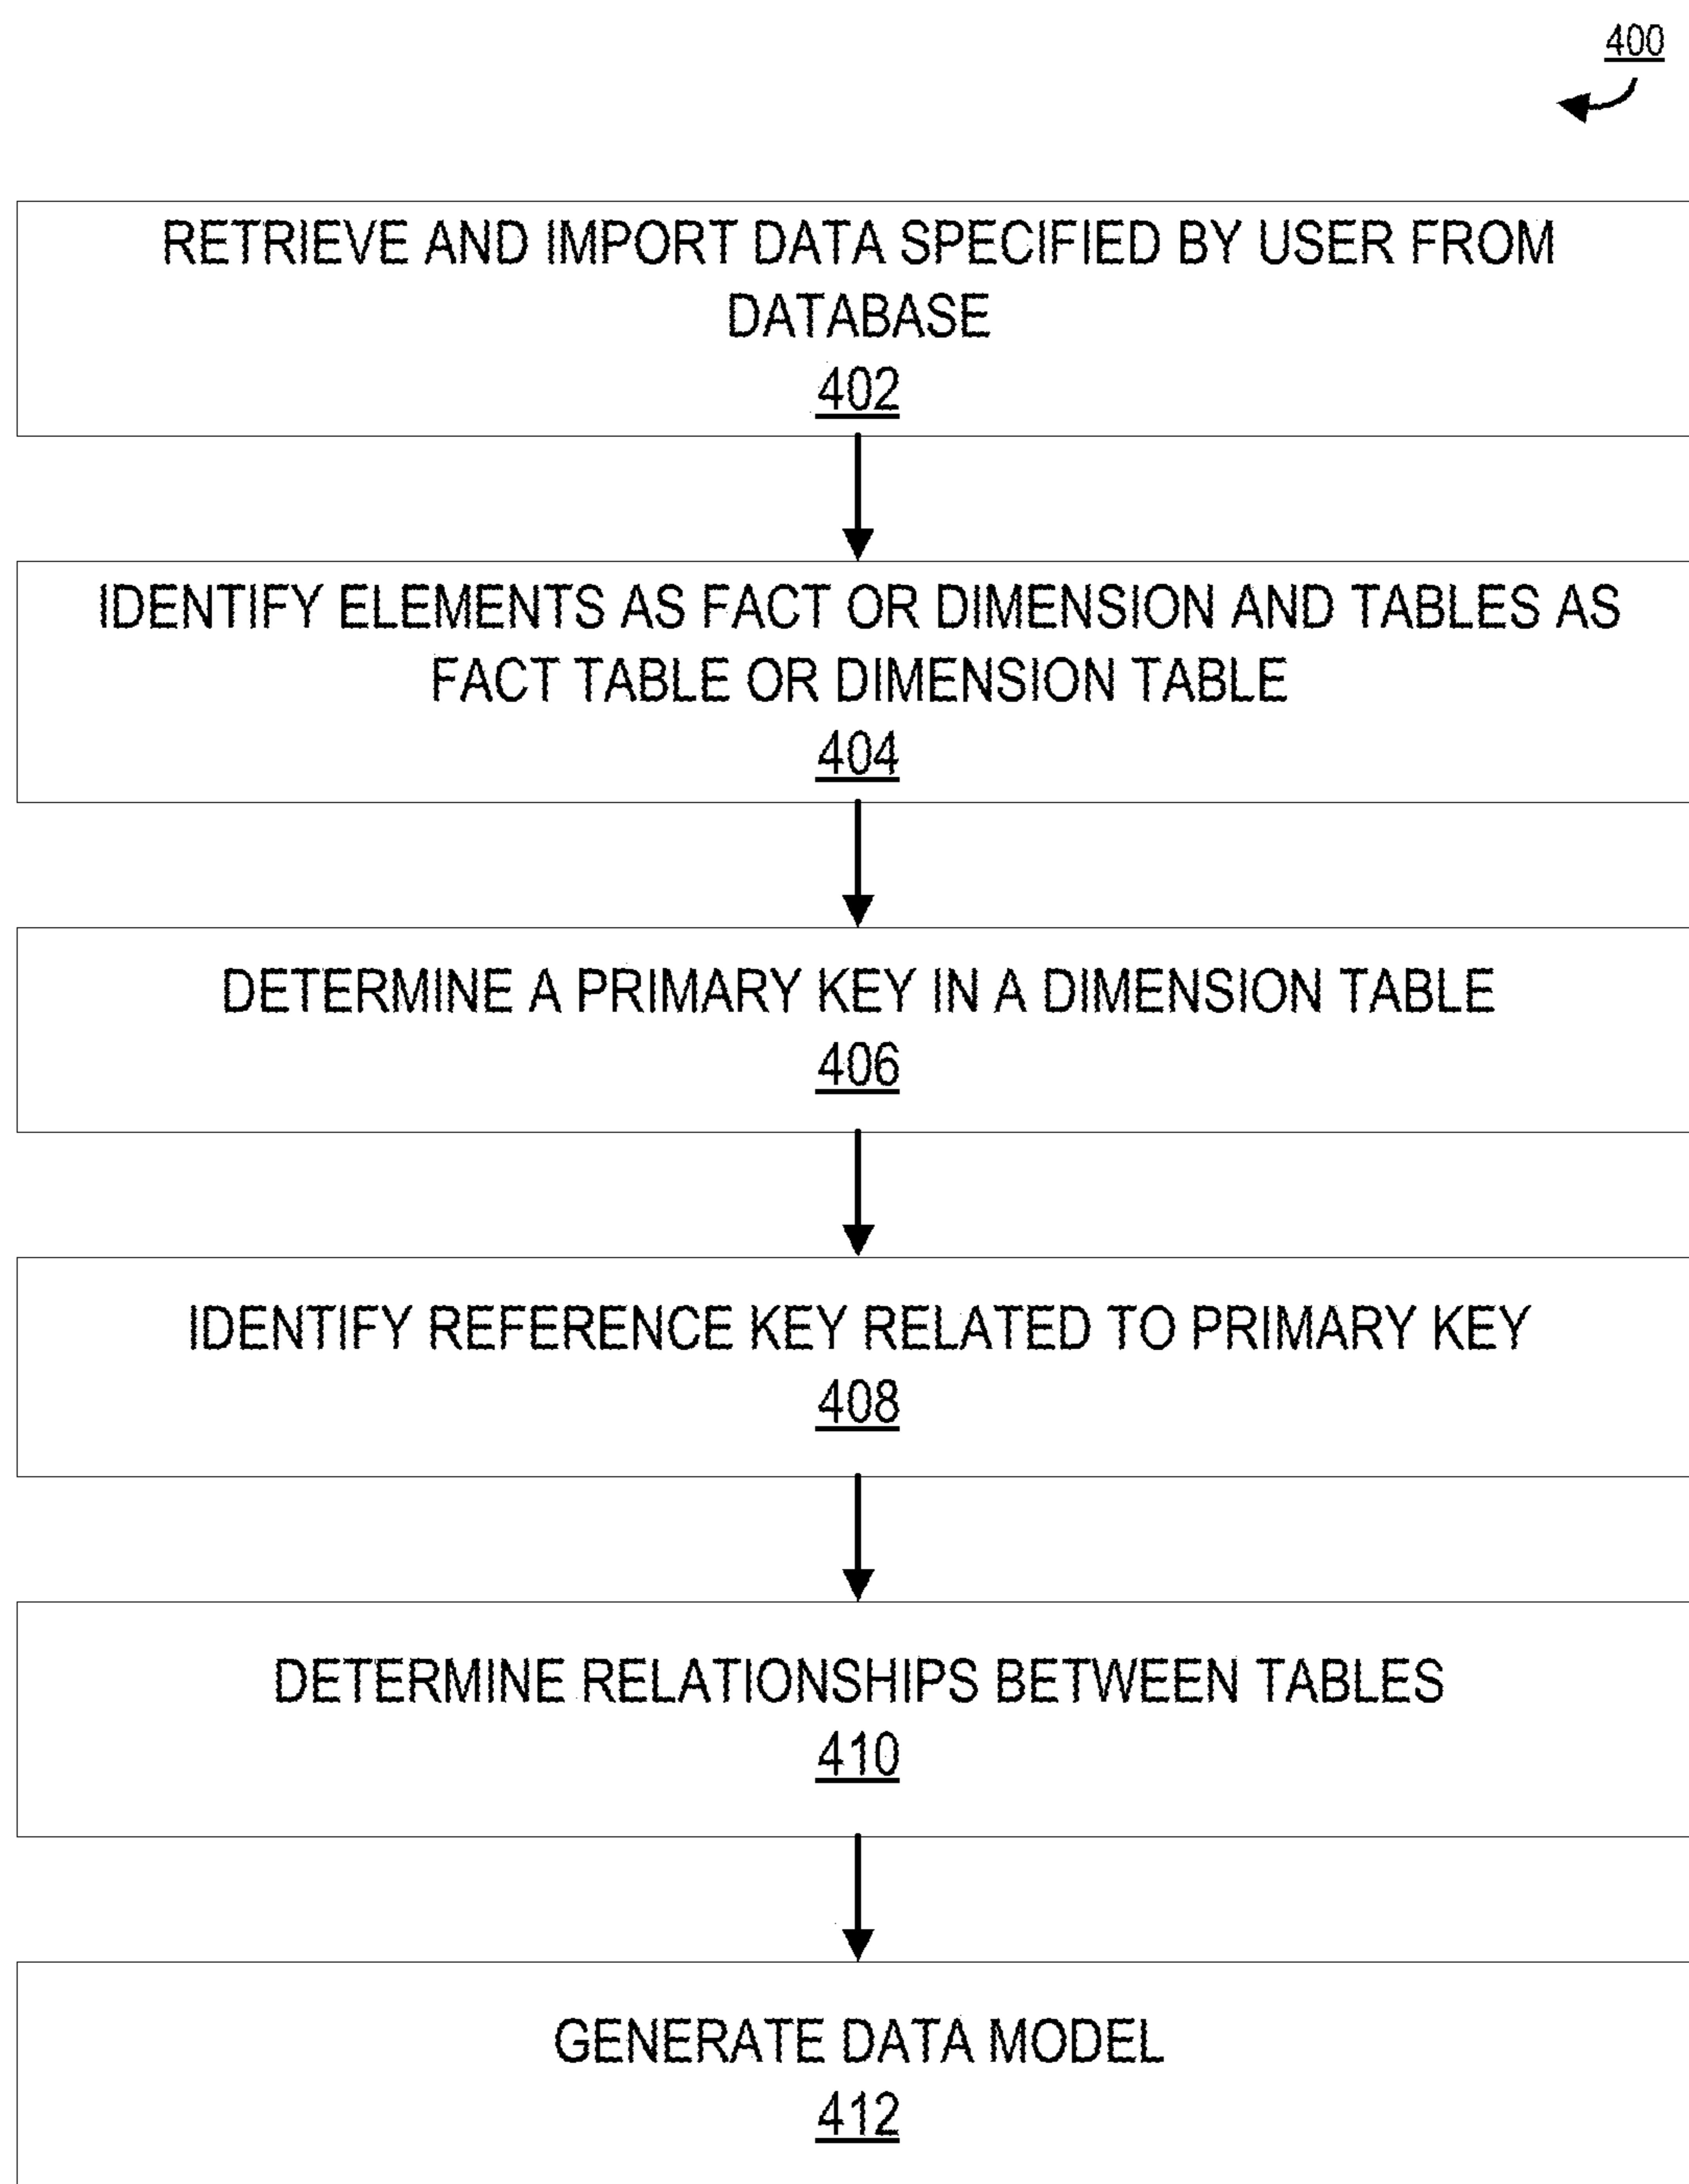 400
RETRIEVE AND IMPORT DATA SPECIFIED BY USER FROM
DATABASE
402
IDENTIFY ELEMENTS AS FACT OR DIMENSION AND TABLES AS
FACT TABLE OR DIMENSION TABLE
404
DETERMINE A PRIMARY KEY IN A DIMENSION TABLE
406
IDENTIFY REFERENCE KEY RELATED TO PRIMARY KEY
408
DETERMINE RELATIONSHIPS BETWEEN TABLES
410
GENERATE DATA MODEL
412